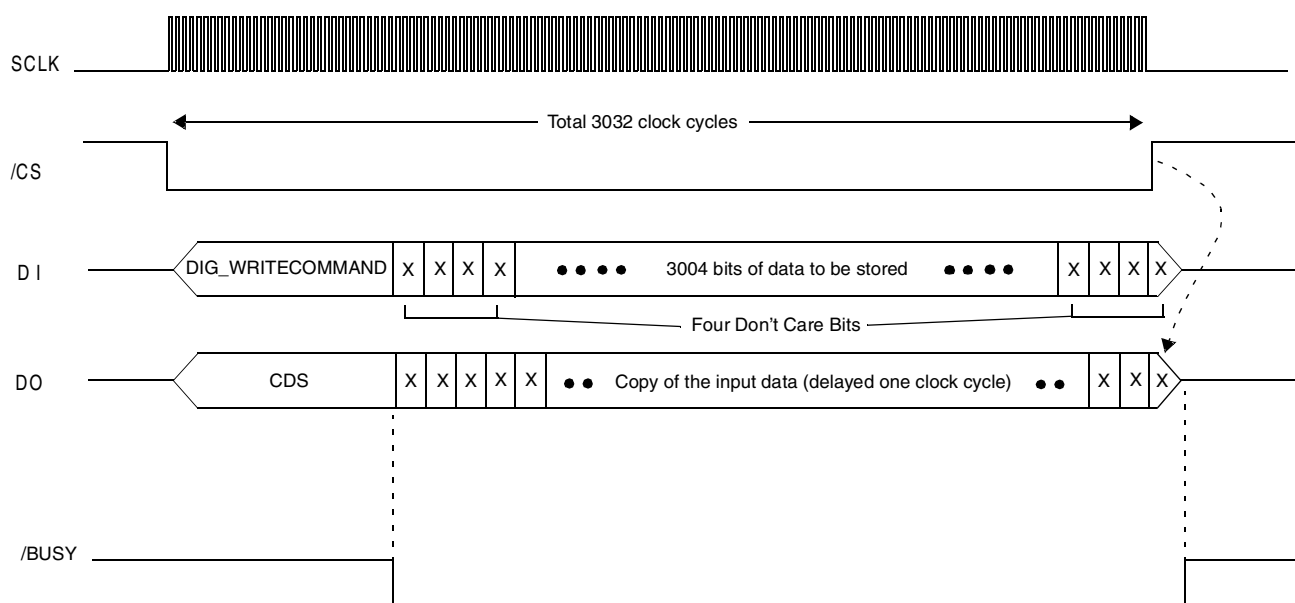 SCLK
Total 3032 clock cycles
/CS
DI DIG_WRITECOMMAND X X X X 3004 bits of data to be stored X X X X
Four Don't Care Bits
DO CDS X X X X X Copy of the input data (delayed one clock cycle) X X X
/BUSY